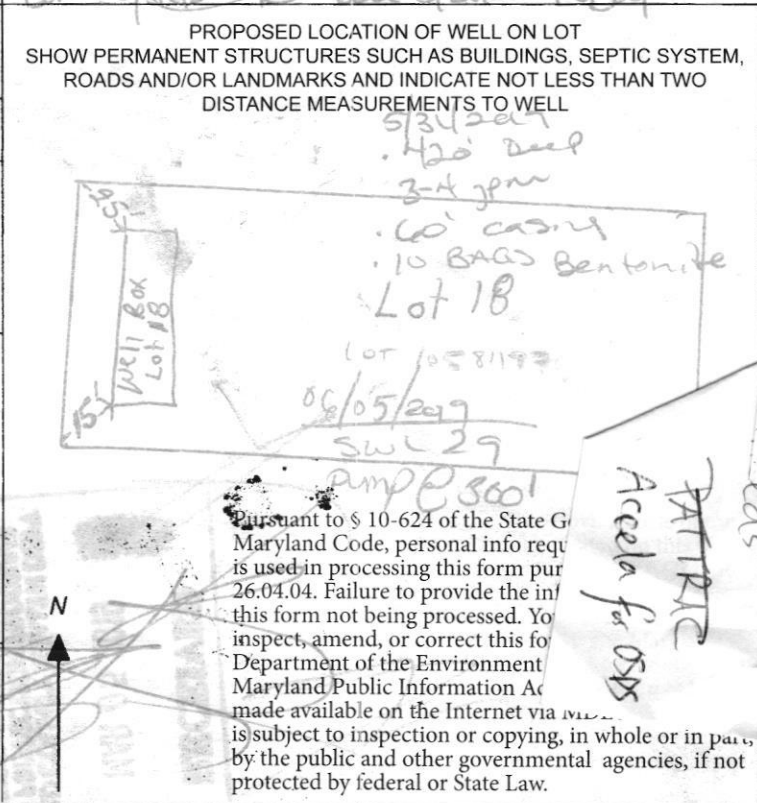 PROPOSED LOCATION OF WELL ON LOT
SHOW PERMANENT STRUCTURES SUCH AS BUILDINGS, SEPTIC SYSTEM,
ROADS AND/OR LANDMARKS AND INDICATE NOT LESS THAN TWO
DISTANCE MEASUREMENTS TO WELL
5/31/2019
. 420' Deep
3-4 gpm
. 60' casing
. 10 BAGS Bentonite
Lot 18
LOT
06/05/2019
SWL 29
pump @ 300'
25'
Well Box
Lot 18
15'
N
Pursuant to § 10-624 of the State G
Maryland Code, personal info requ
is used in processing this form pur
26.04.04. Failure to provide the inf
this form not being processed. Yo
inspect, amend, or correct this fo
Department of the Environment
Maryland Public Information Ac
made available on the Internet via
is subject to inspection or copying, in whole or in part,
by the public and other governmental agencies, if not
protected by federal or State Law.
Accela for OSDS